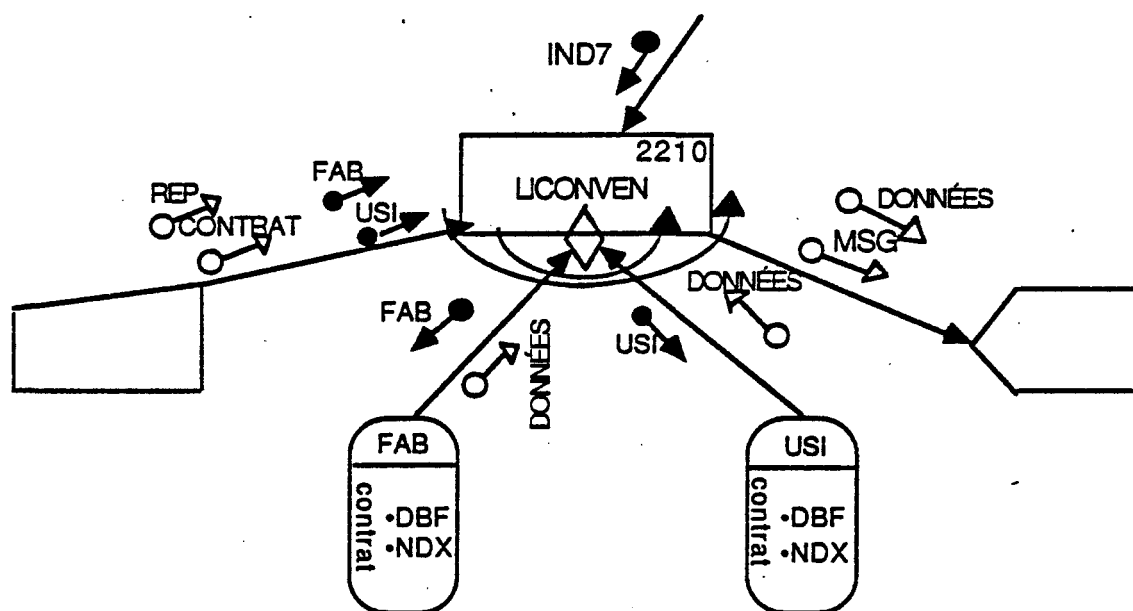 IND7
2210
LICONVEN
REP
CONTRAT
FAB
USI
DONNÉES
MSG
DONNÉES
FAB
USI
DONNÉES
FAB
contrat
•DBF
•NDX
USI
contrat
•DBF
•NDX